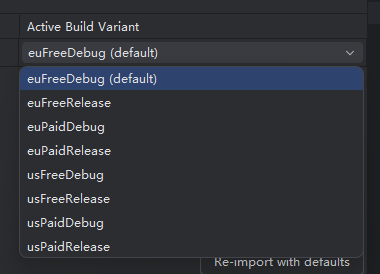 Active Build Variant
euFreeDebug (default)
euFreeDebug (default)
euFreeRelease
euPaidDebug
euPaidRelease
usFreeDebug
usFreeRelease
usPaidDebug
usPaidRelease
Re-import with defaults